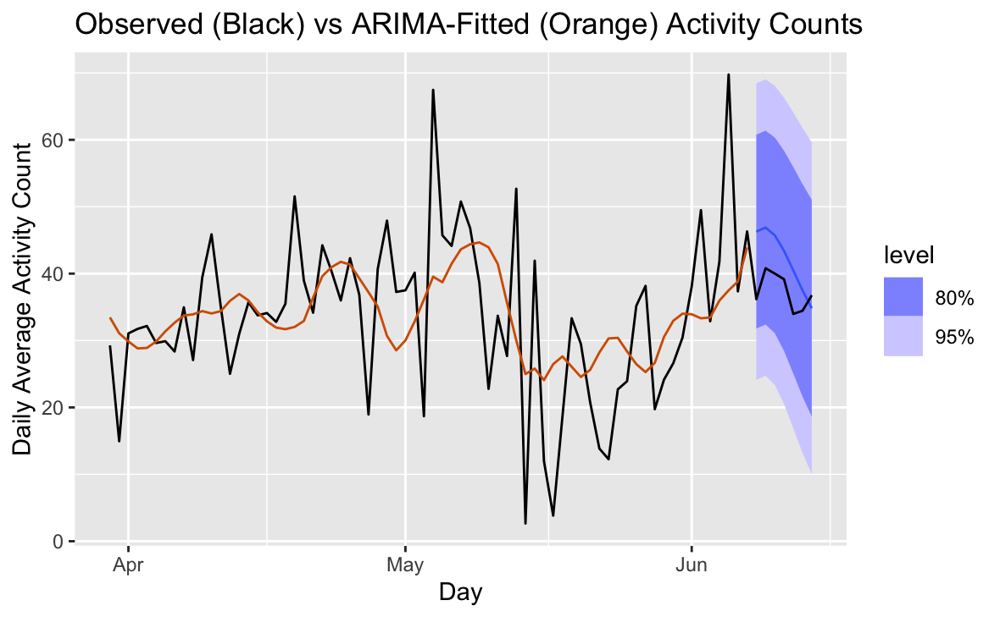 Observed (Black) vs ARIMA-Fitted (Orange) Activity Counts
Daily Average Activity Count
60
40
20
0
Apr
May
Jun
Day
level
80%
95%